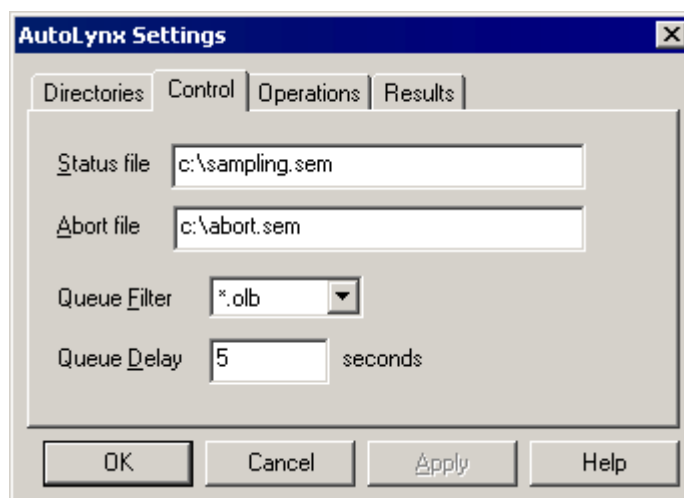 AutoLynx Settings
Directories Control Operations Results
Status file c:\sampling.sem
Abort file c:\abort.sem
Queue Filter *.olb
Queue Delay 5 seconds
OK Cancel Apply Help